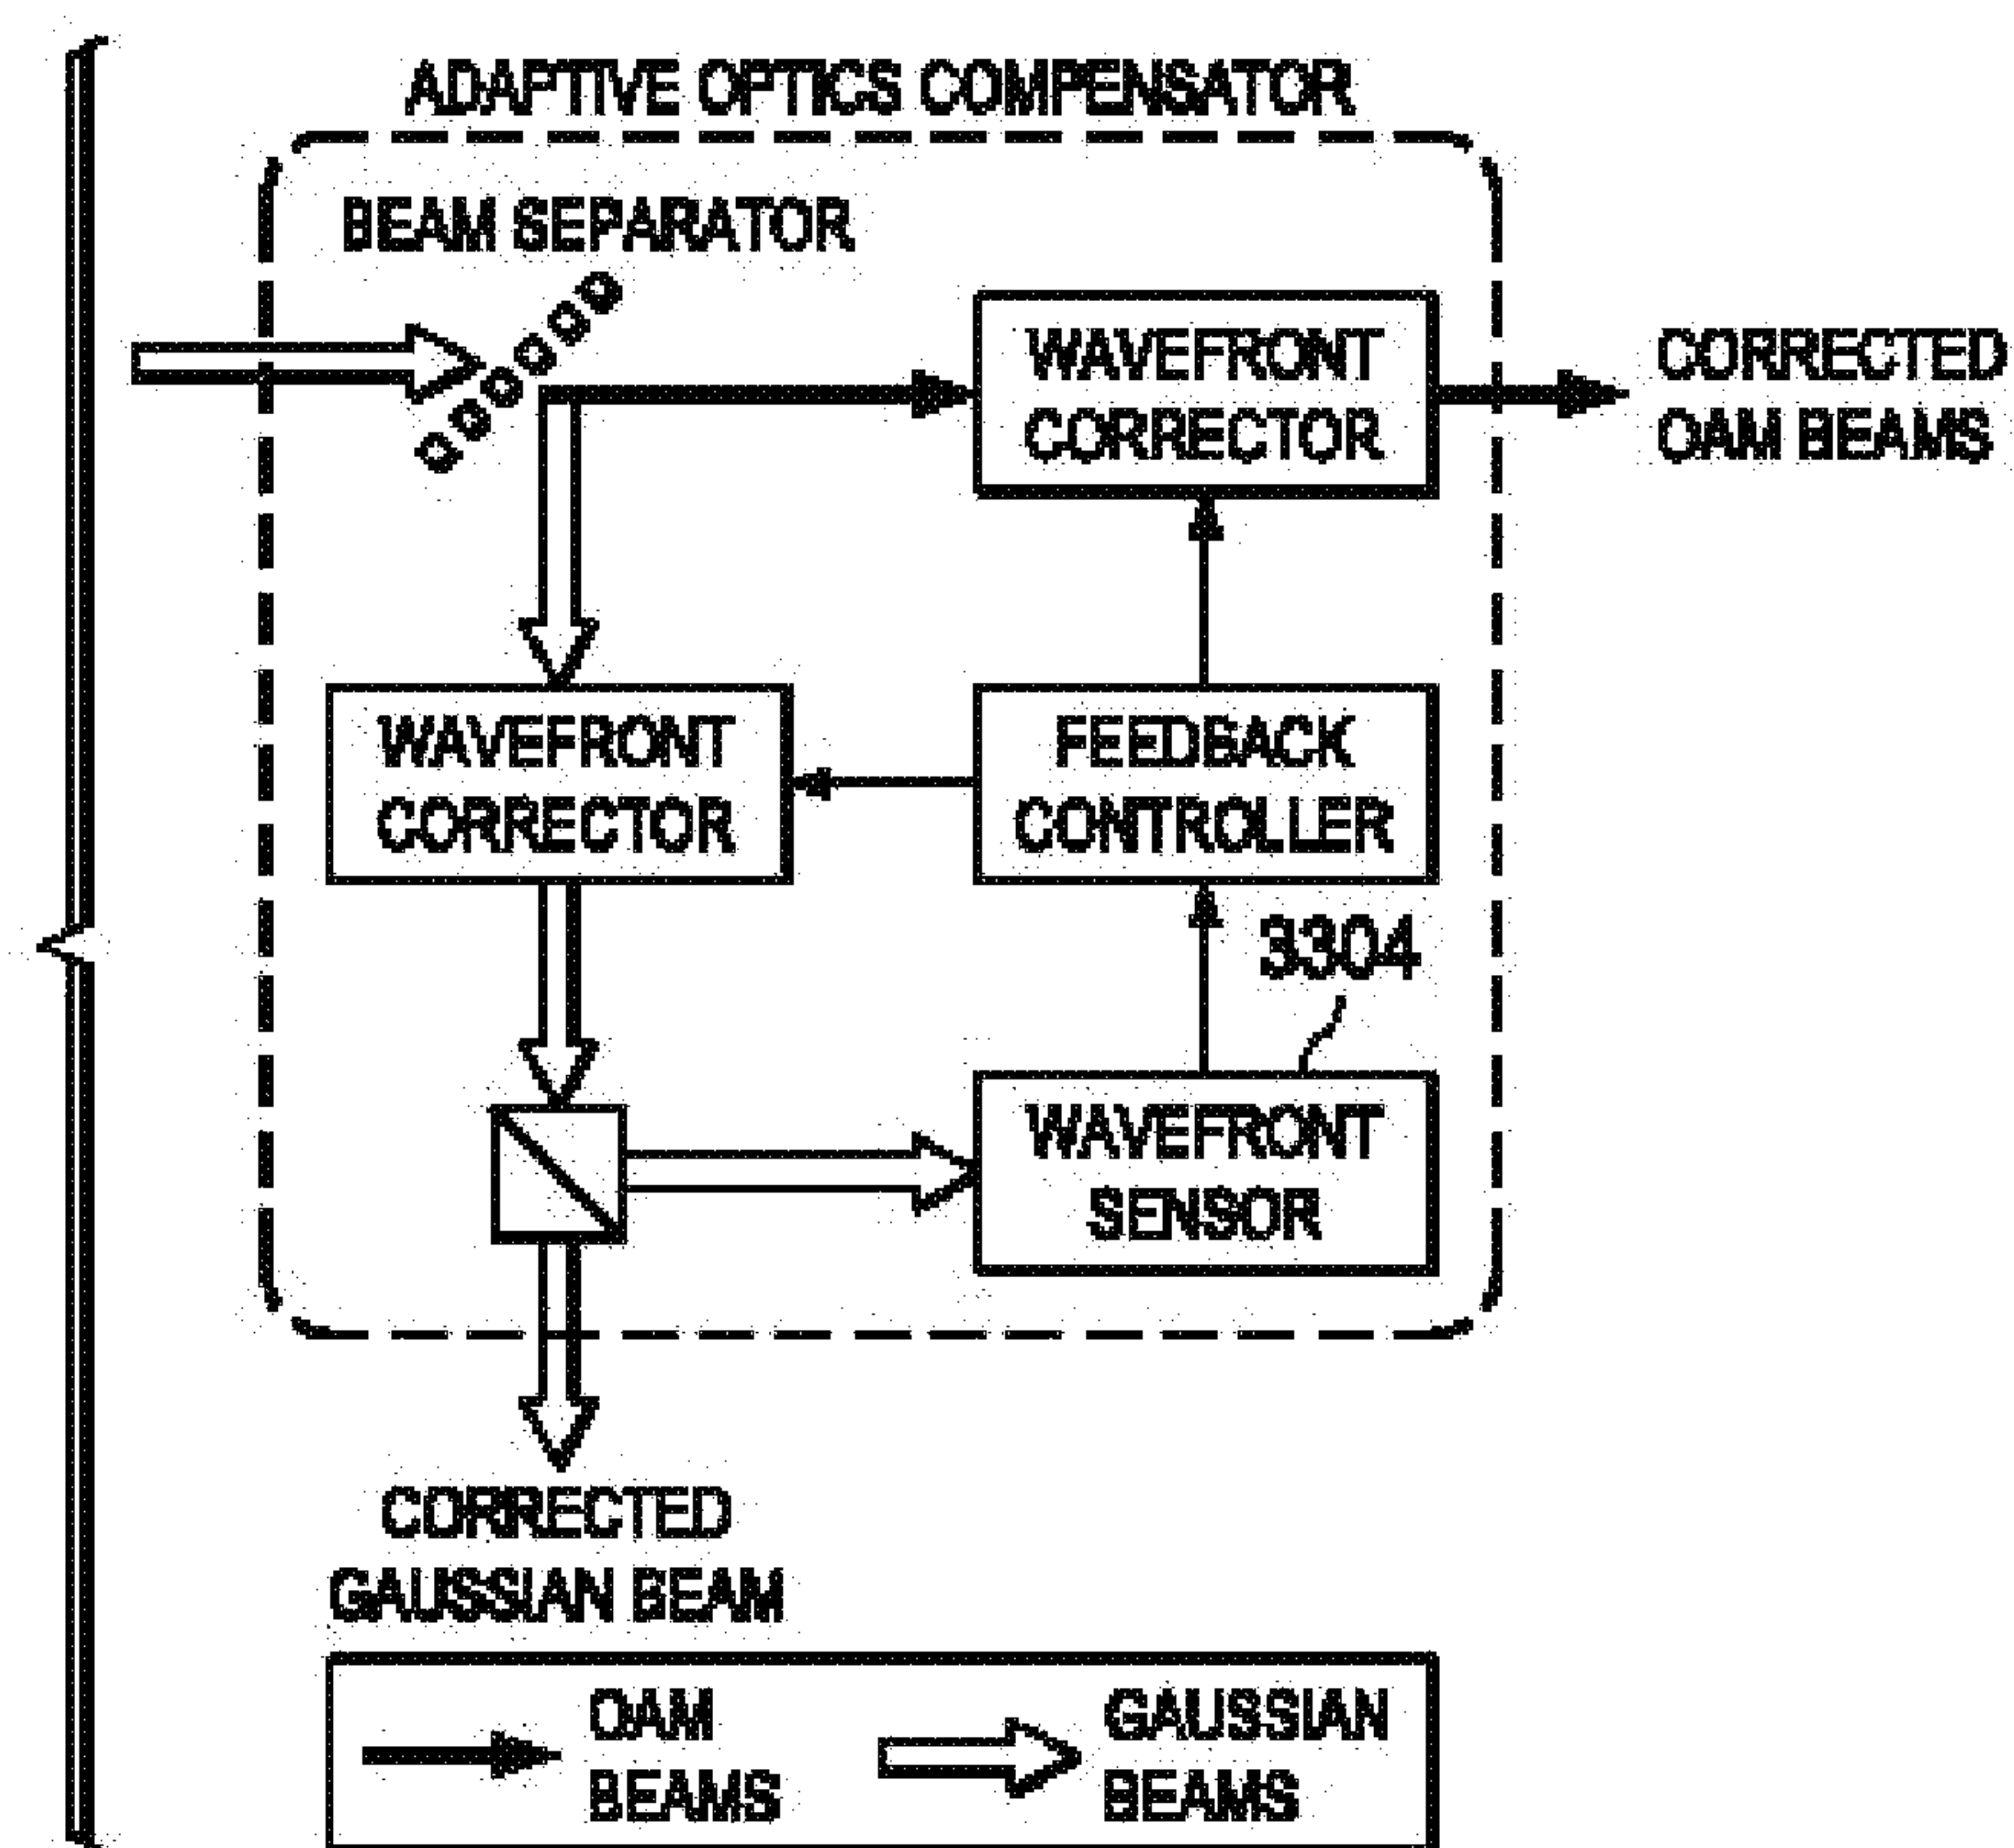 ADAPTIVE OPTICS COMPENSATOR
BEAM SEPARATOR
WAVEFRONT
CORRECTOR
CORRECTED
OAM BEAMS
WAVEFRONT
CORRECTOR
FEEDBACK
CONTROLLER
3304
WAVEFRONT
SENSOR
CORRECTED
GAUSSIAN BEAM
OAM
BEAMS
GAUSSIAN
BEAMS